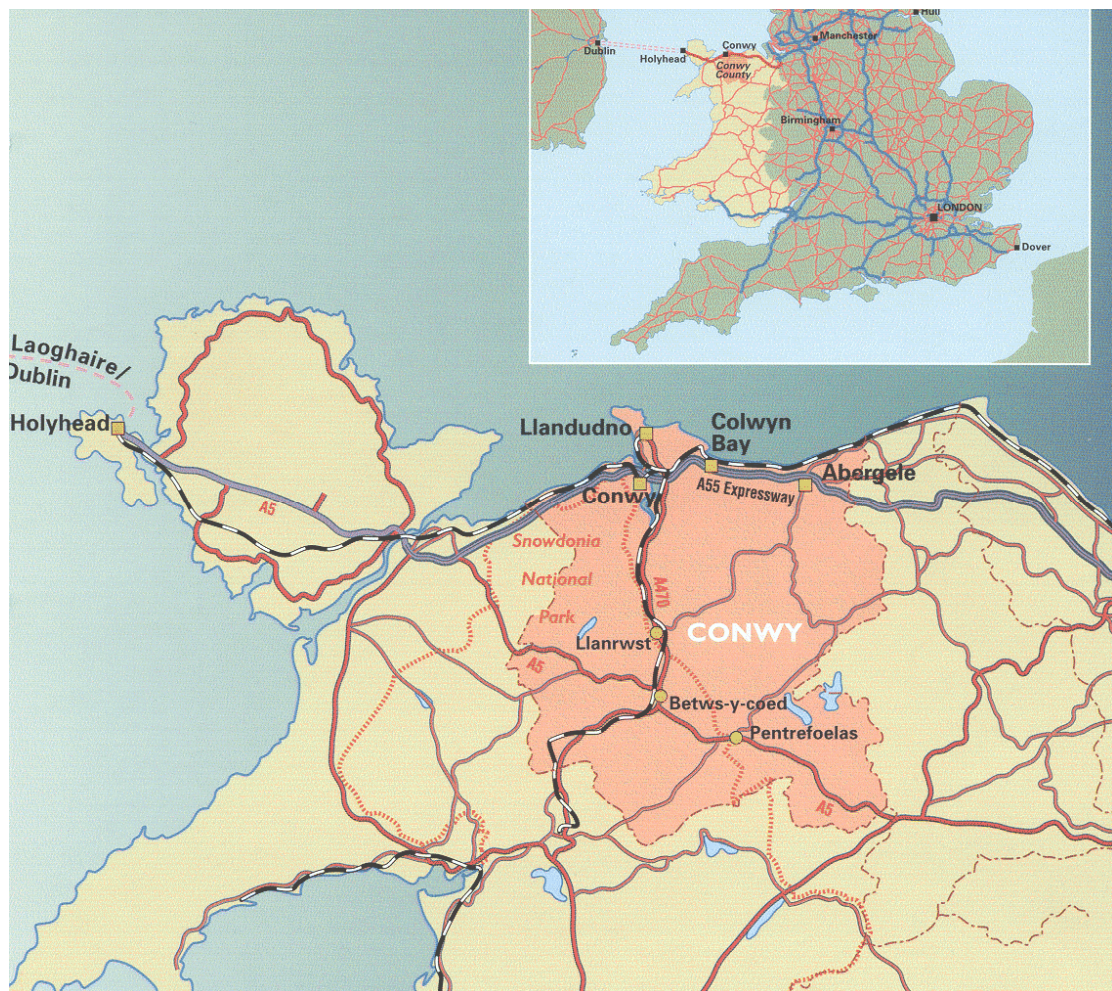 Hull
Manchester
Dublin
Holyhead
Conwy
Conwy
County
Birmingham
LONDON
Dover
Laoghaire/
Dublin
Holyhead
A5
Llandudno
Colwyn
Bay
Conwy
A55 Expressway
Abergele
Snowdonia
National
Park
A470
CONWY
Llanrwst
A5
Betws-y-coed
Pentrefoelas
A5